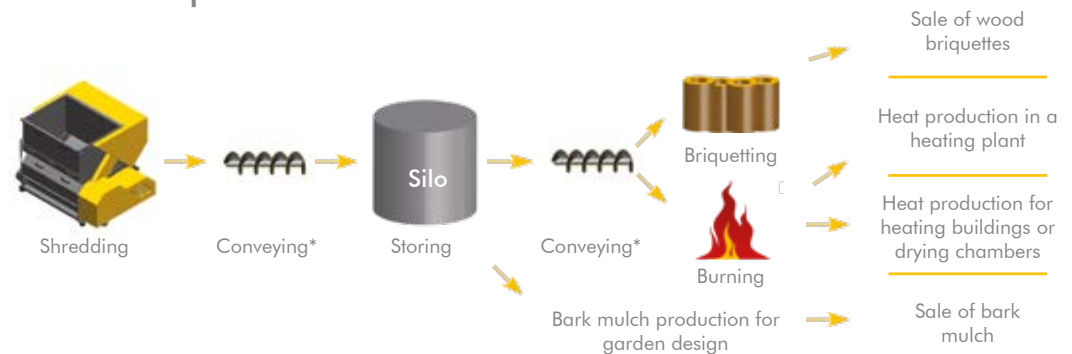 Sale of wood
briquettes
Heat production in a
heating plant
Briquetting
Silo
Heat production for
heating buildings or
drying chambers
Shredding
Conveying*
Storing
Conveying*
Burning
Bark mulch production for
garden design
Sale of bark
mulch